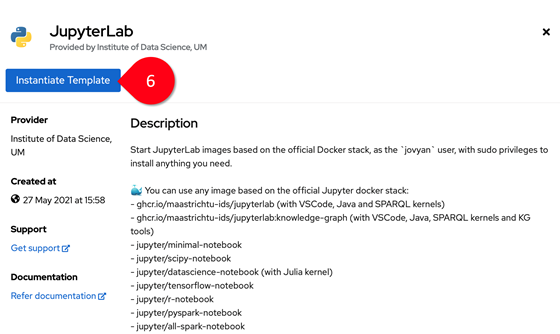 JupyterLab
Provided by Institute of Data Science, UM
Instantiate Template
6
Provider
Institute of Data Science,
UM
Created at
27 May 2021 at 15:58
Support
Get support
Documentation
Refer documentation
Description
Start JupyterLab images based on the official Docker stack, as the `jovyan` user, with sudo privileges to
install anything you need.
🐳 You can use any image based on the official Jupyter docker stack:
- ghcr.io/maastrichtu-ids/jupyterlab (with VSCode, Java and SPARQL kernels)
- ghcr.io/maastrichtu-ids/jupyterlab:knowledge-graph (with VSCode, Java, SPARQL kernels and KG
tools)
- jupyter/minimal-notebook
- jupyter/scipy-notebook
- jupyter/datascience-notebook (with Julia kernel)
- jupyter/tensorflow-notebook
- jupyter/r-notebook
- jupyter/pyspark-notebook
- jupyter/all-spark-notebook